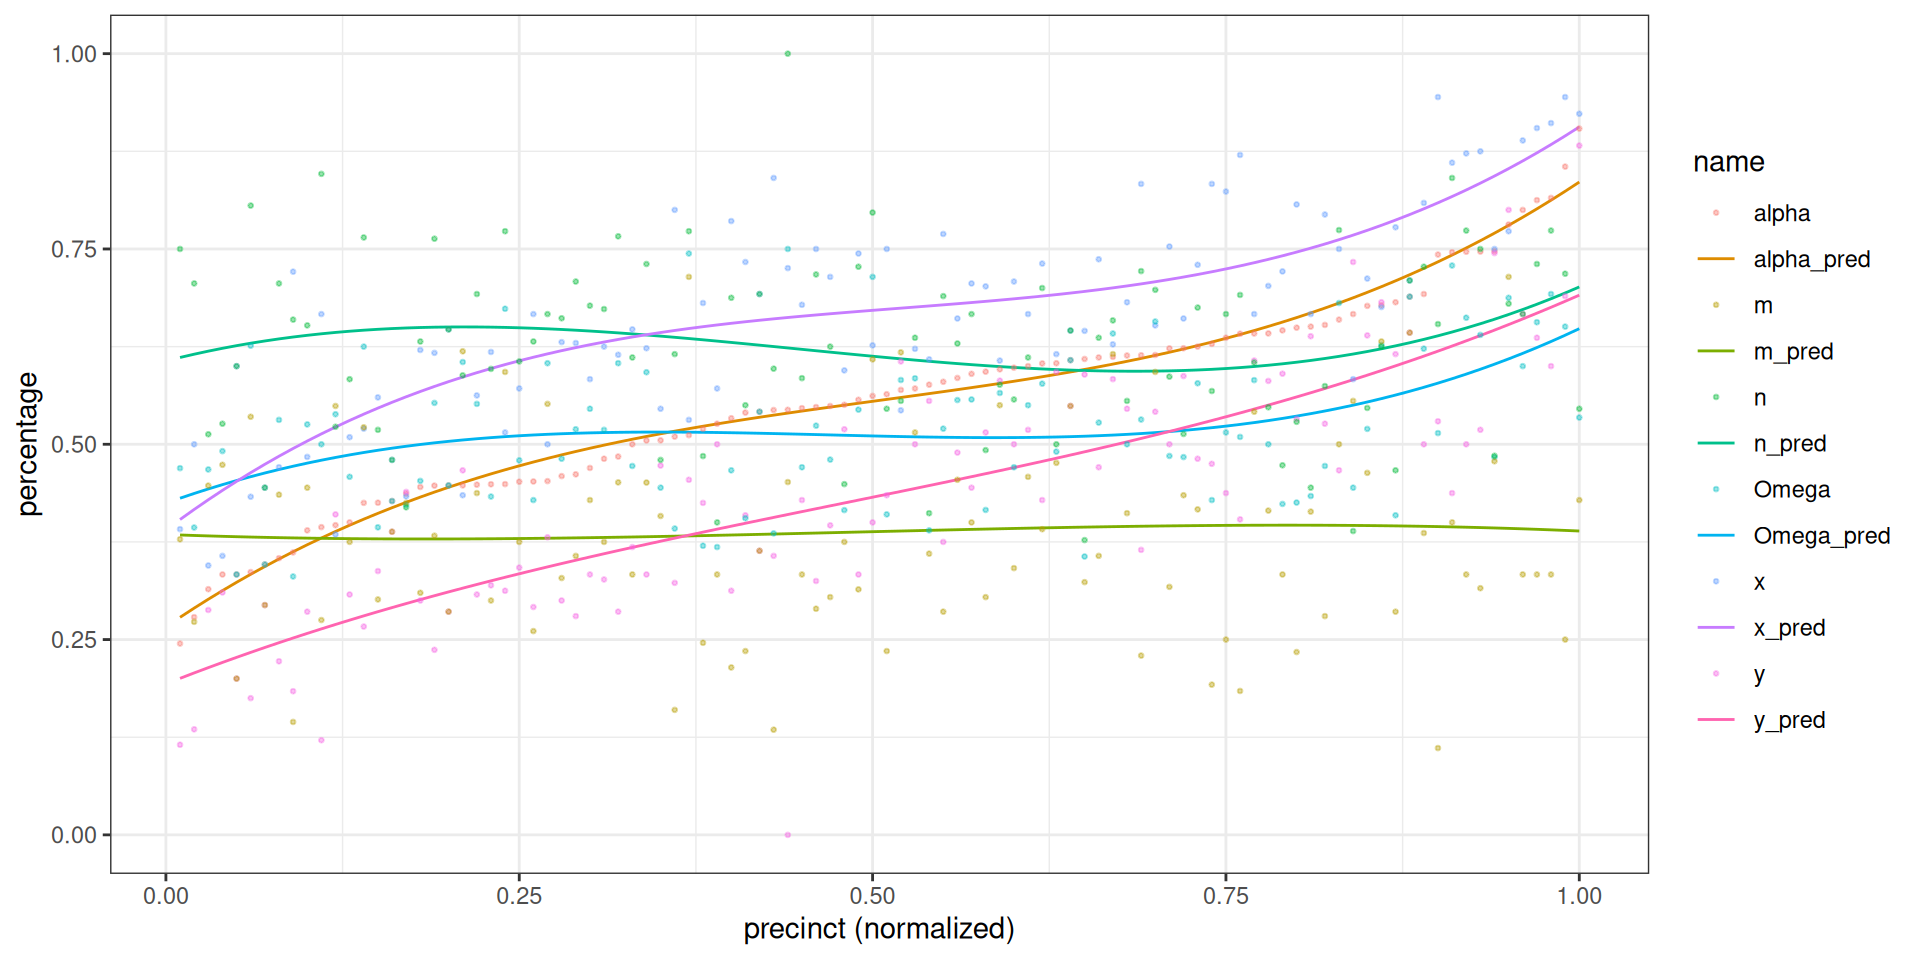 1.00
0.75
0.50
0.25
0.00
percentage
0.00 0.25 0.50 0.75 1.00
precinct (normalized)
name
alpha
alpha_pred
m
m_pred
n
n_pred
Omega
Omega_pred
x
x_pred
y
y_pred